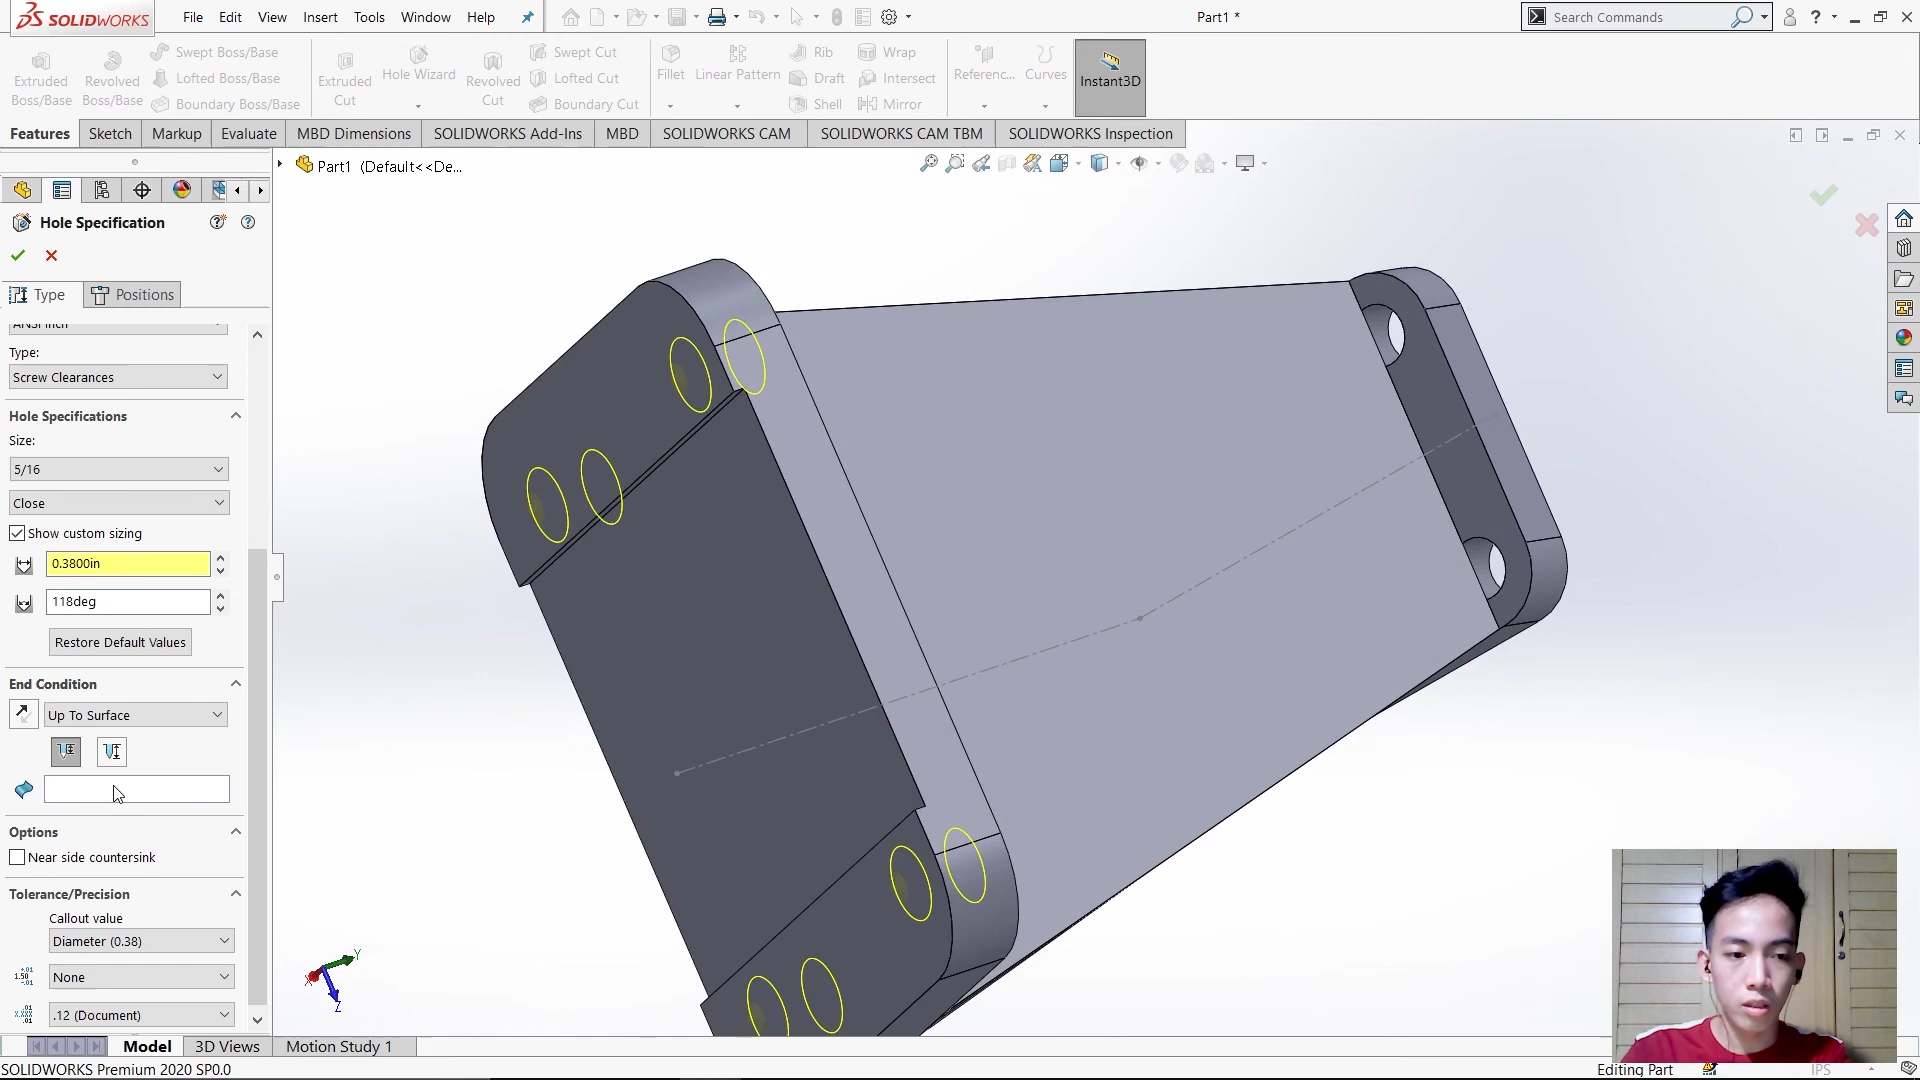 SOLIDWORKS
File Edit View Insert Tools Window Help
Part1 *
Search Commands
Extruded Boss/Base
Revolved Boss/Base
Swept Boss/Base
Lofted Boss/Base
Boundary Boss/Base
Extruded Cut
Hole Wizard
Revolved Cut
Swept Cut
Lofted Cut
Boundary Cut
Fillet
Linear Pattern
Rib
Draft
Shell
Wrap
Intersect
Mirror
Referenc...
Curves
Instant3D
Features Sketch Markup Evaluate MBD Dimensions SOLIDWORKS Add-Ins MBD SOLIDWORKS CAM SOLIDWORKS CAM TBM SOLIDWORKS Inspection
Part1 (Default<<De...
Hole Specification
Type Positions
ANSI Inch
Type:
Screw Clearances
Hole Specifications
Size:
5/16
Close
Show custom sizing
0.3800in
118deg
Restore Default Values
End Condition
Up To Surface
Options
Near side countersink
Tolerance/Precision
Callout value
Diameter (0.38)
None
.12 (Document)
X
Y
Z
Model 3D Views Motion Study 1
SOLIDWORKS Premium 2020 SP0.0
Editing Part
IPS